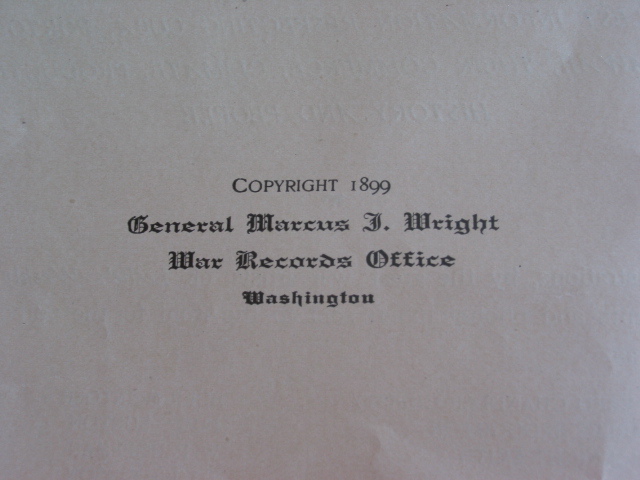 COPYRIGHT 1899
General Marcus J. Wright
War Records Office
Washington